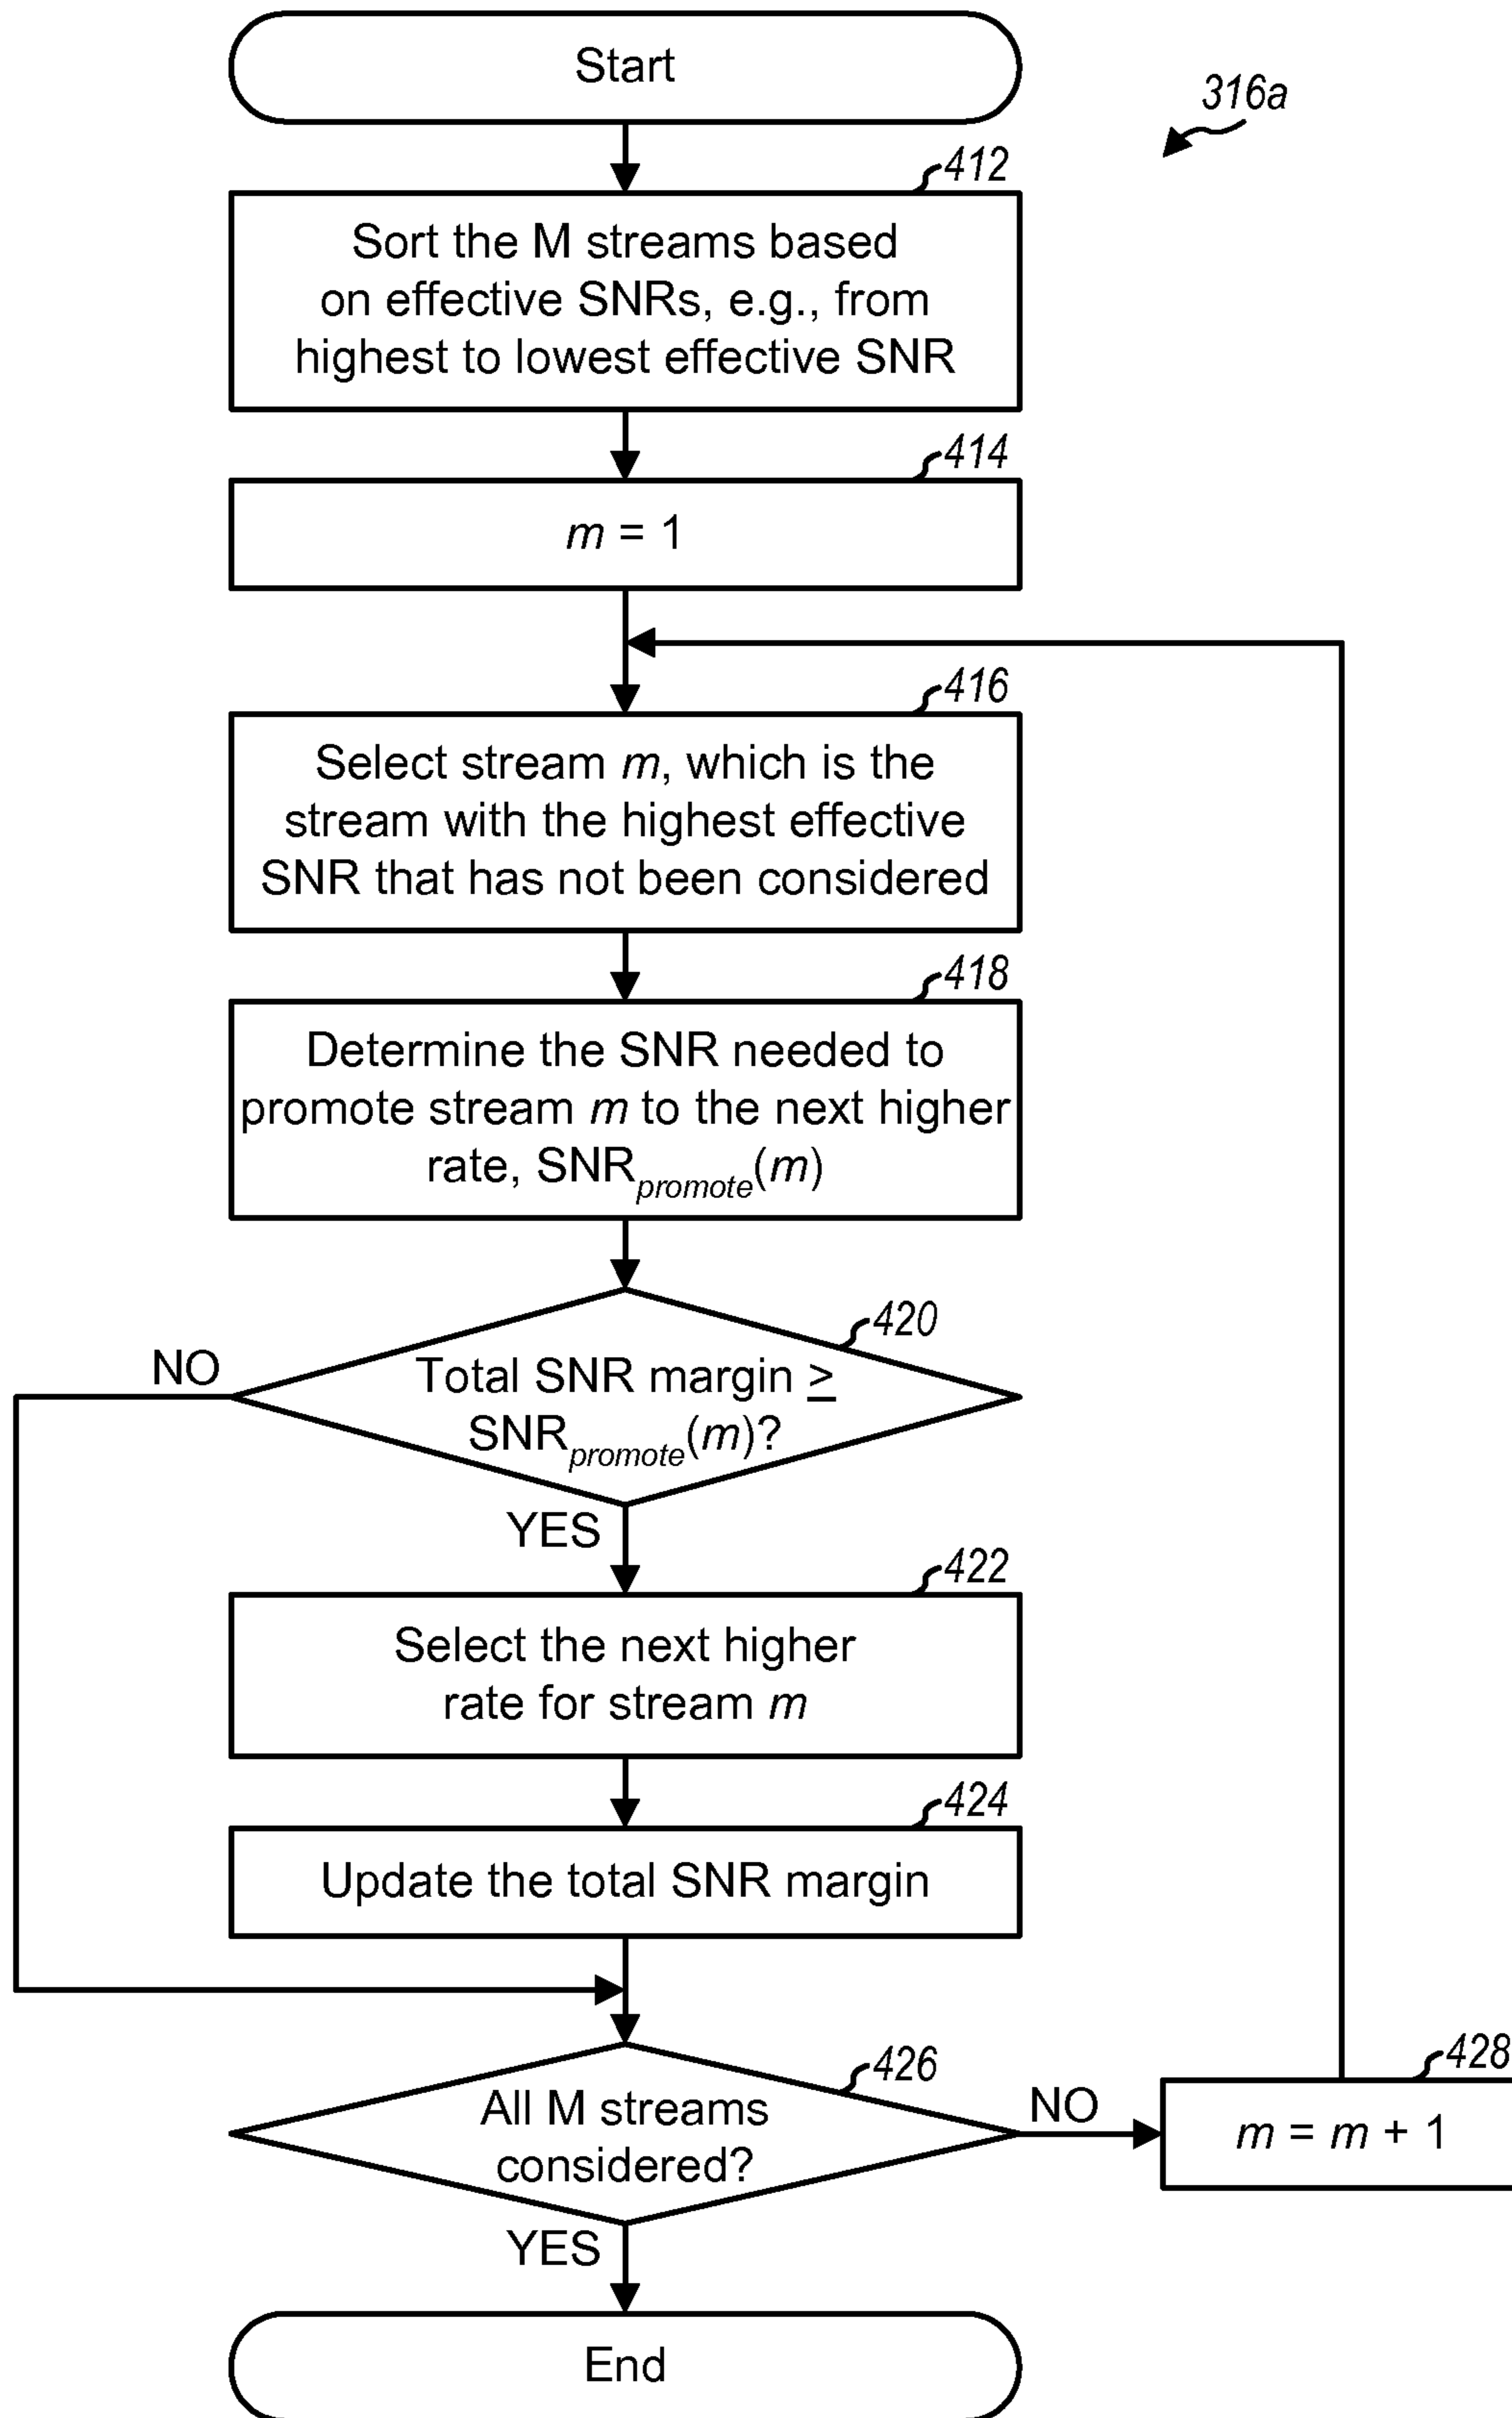 Start
316a
412
Sort the M streams based
on effective SNRs, e.g., from
highest to lowest effective SNR
414
m = 1
416
Select stream m, which is the
stream with the highest effective
SNR that has not been considered
418
Determine the SNR needed to
promote stream m to the next higher
rate, SNRpromote(m)
420
NO
Total SNR margin ≥
SNRpromote(m)?
YES
422
Select the next higher
rate for stream m
424
Update the total SNR margin
426
428
All M streams
considered?
NO
m = m + 1
YES
End